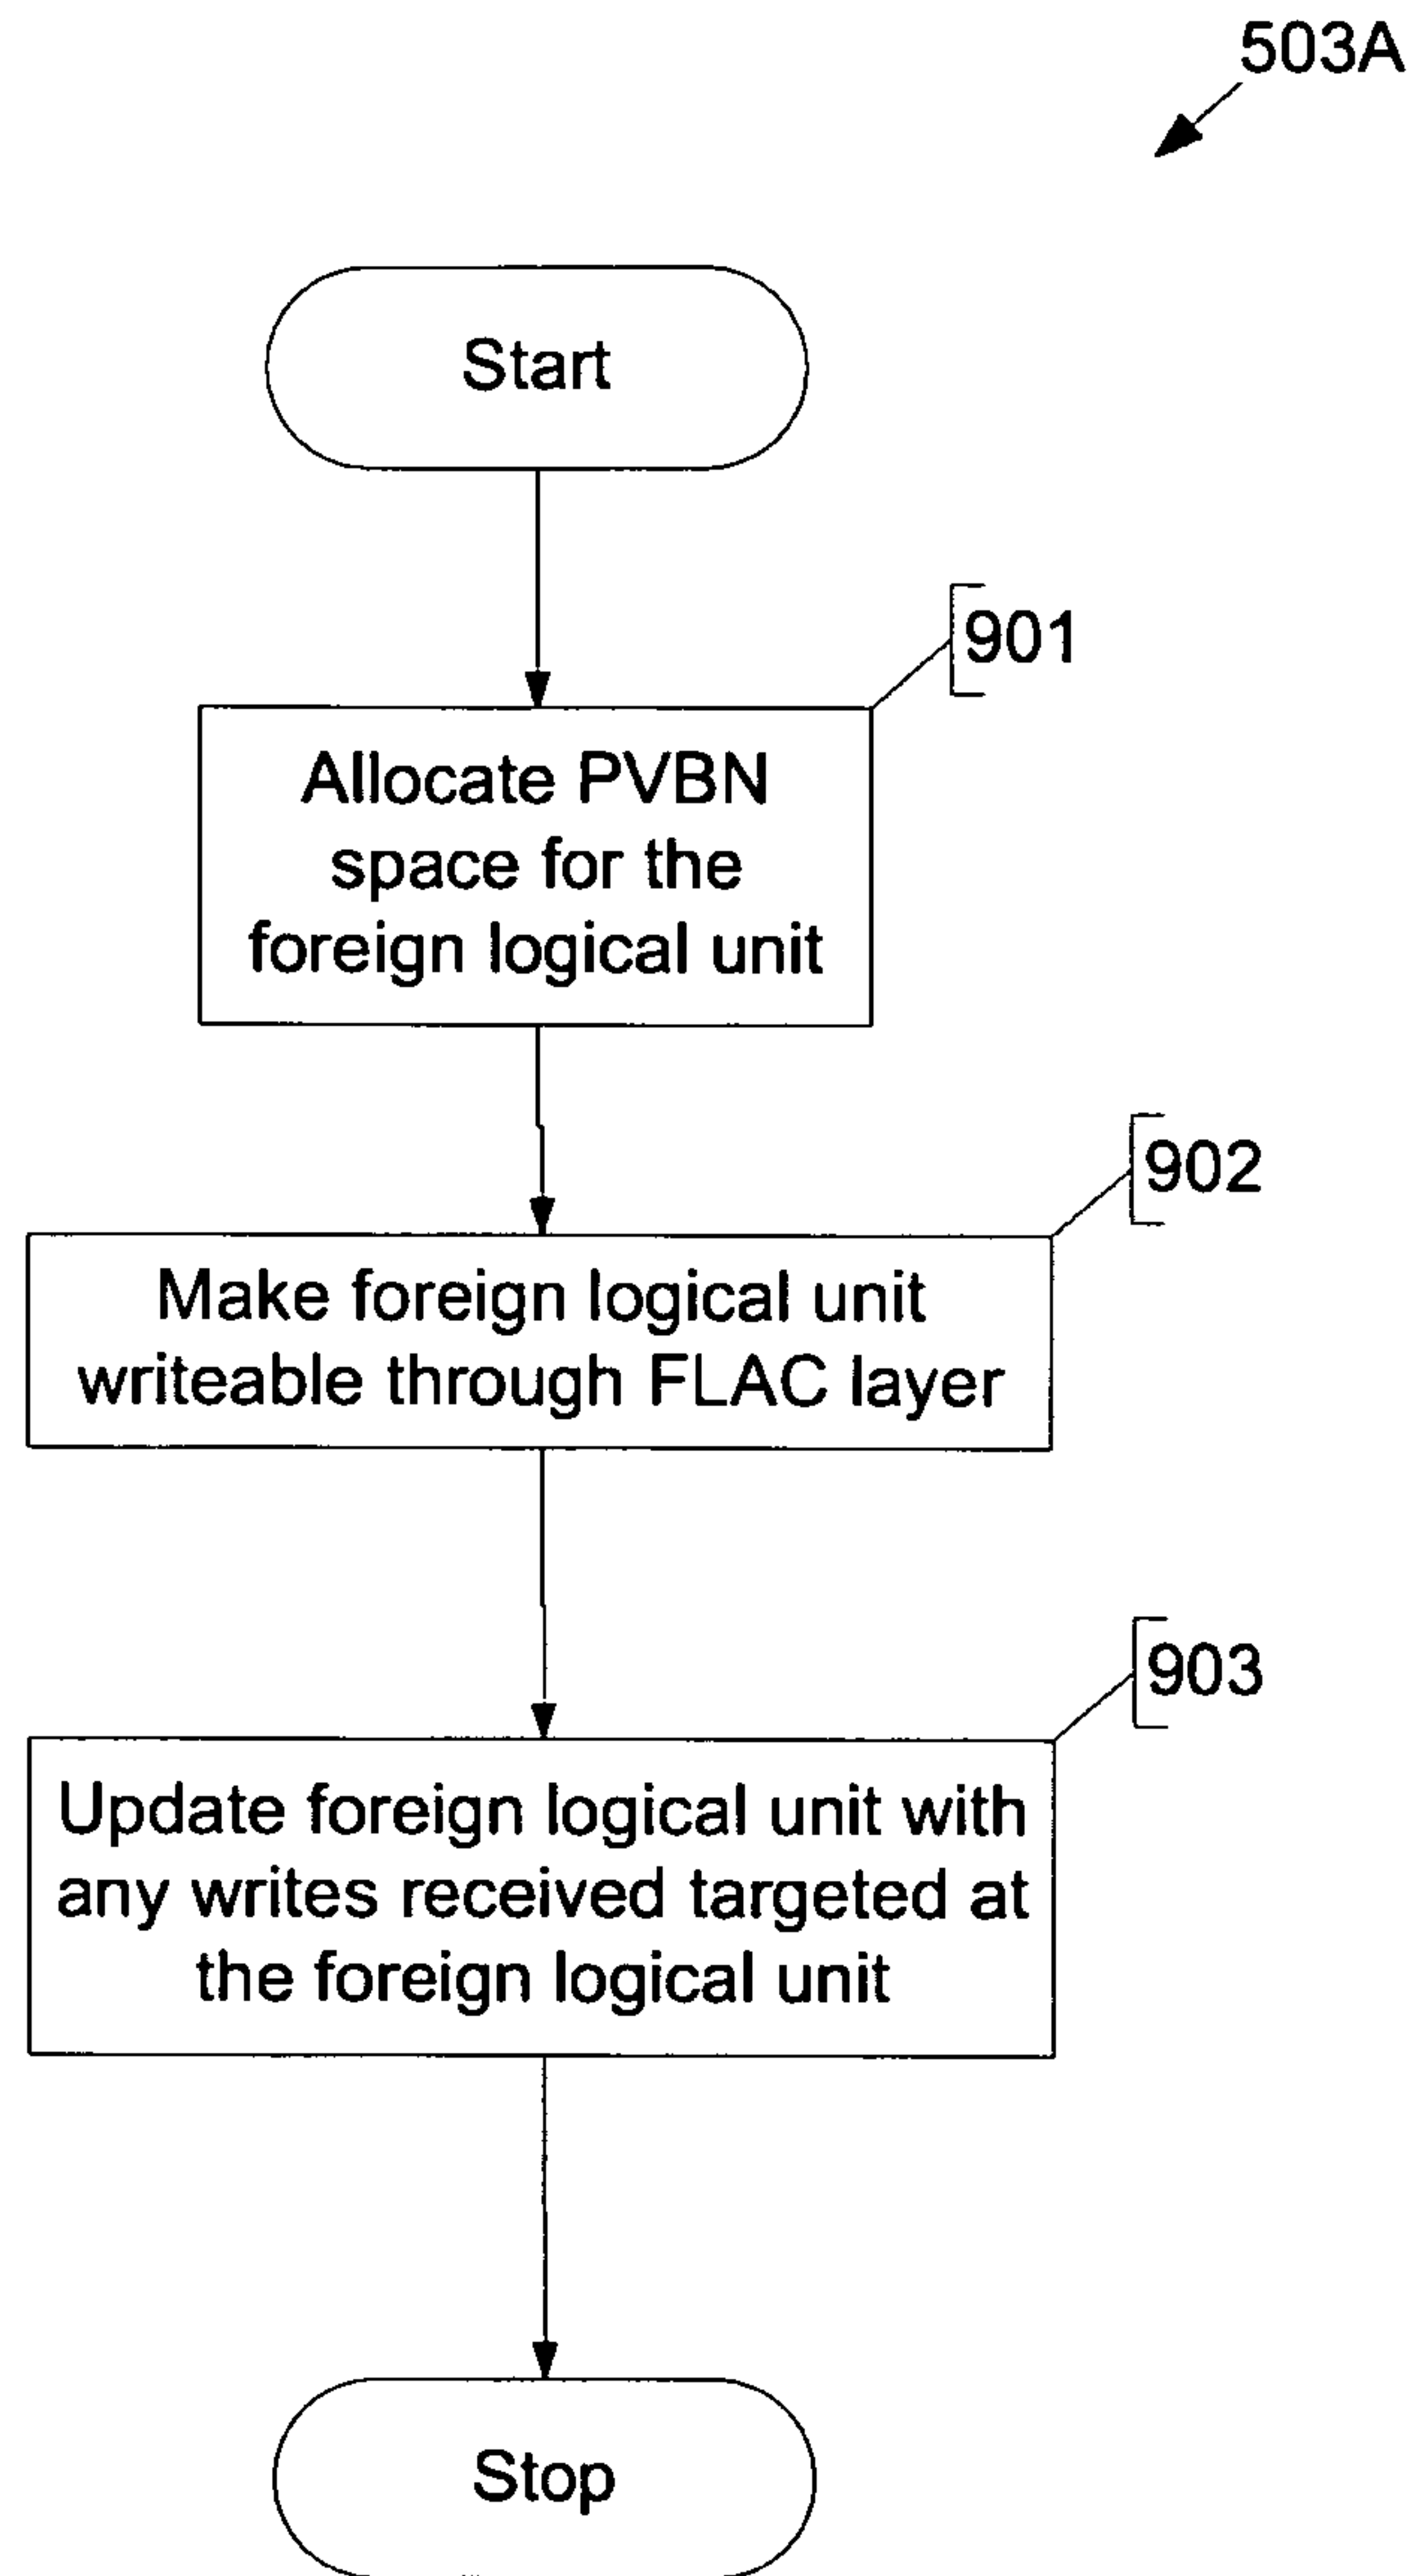 503A
Start
901
Allocate PVBN
space for the
foreign logical unit
902
Make foreign logical unit
writeable through FLAC layer
903
Update foreign logical unit with
any writes received targeted at
the foreign logical unit
Stop